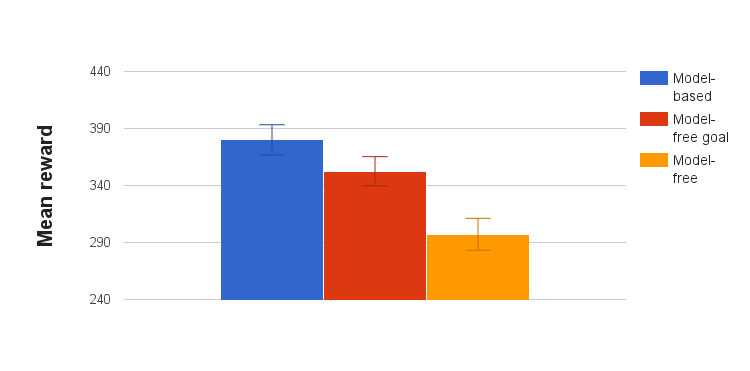 440
390
340
290
240
Mean reward
Model-
based
Model-
free goal
Model-
free